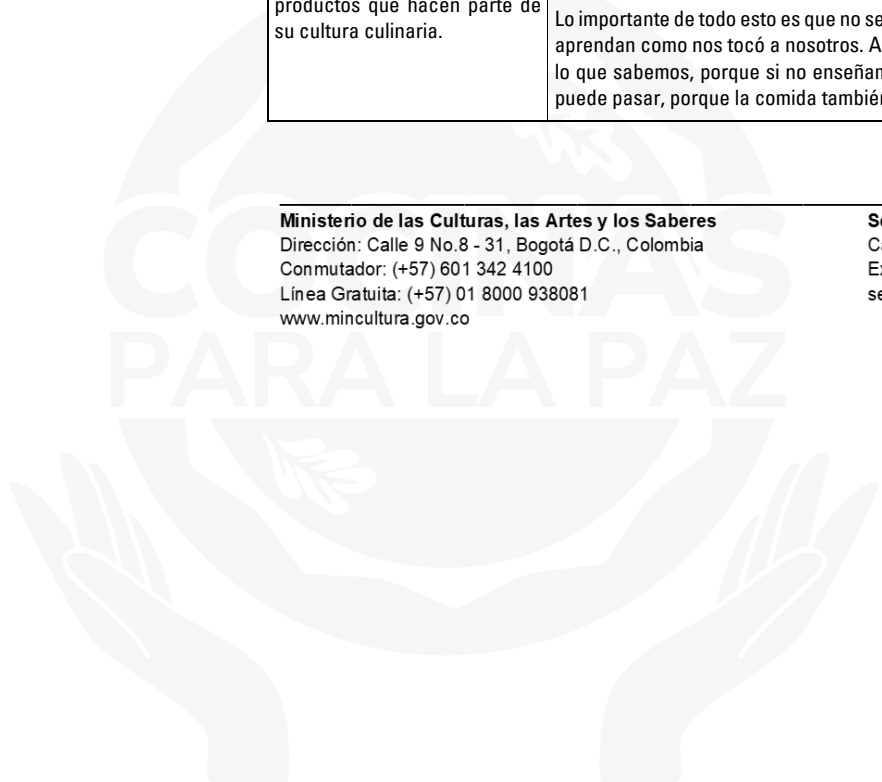 productos que hacen parte de
su cultura culinaria.
Lo importante de todo esto es que no se
aprendan como nos tocó a nosotros. A
lo que sabemos, porque si no enseñan
puede pasar, porque la comida también
Ministerio de las Culturas, las Artes y los Saberes
Dirección: Calle 9 No.8 - 31, Bogotá D.C., Colombia
Conmutador: (+57) 601 342 4100
Línea Gratuita: (+57) 01 8000 938081
www.mincultura.gov.co
COCINAS
PARA LA PAZ